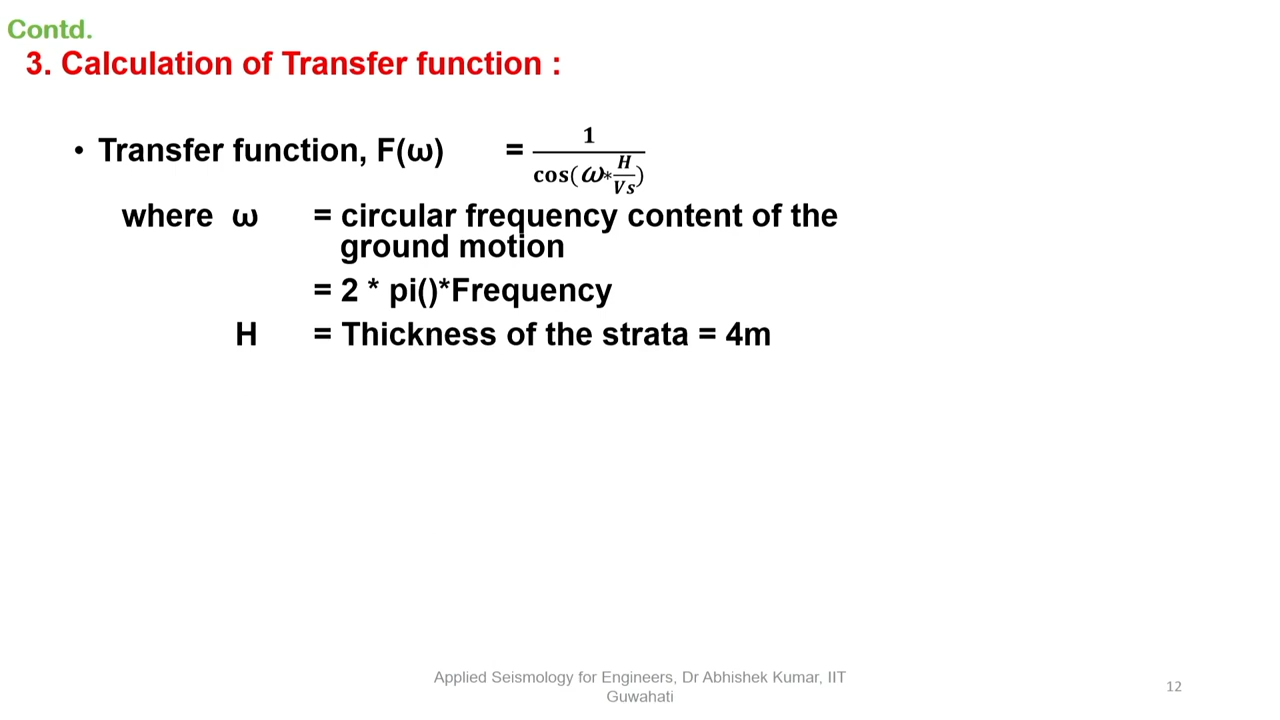 Contd.
3. Calculation of Transfer function :
• Transfer function, F(ω) = 1 / cos(ω*H/Vs)
where ω = circular frequency content of the
ground motion
= 2 * pi()*Frequency
H = Thickness of the strata = 4m
Applied Seismology for Engineers, Dr Abhishek Kumar, IIT
Guwahati
12